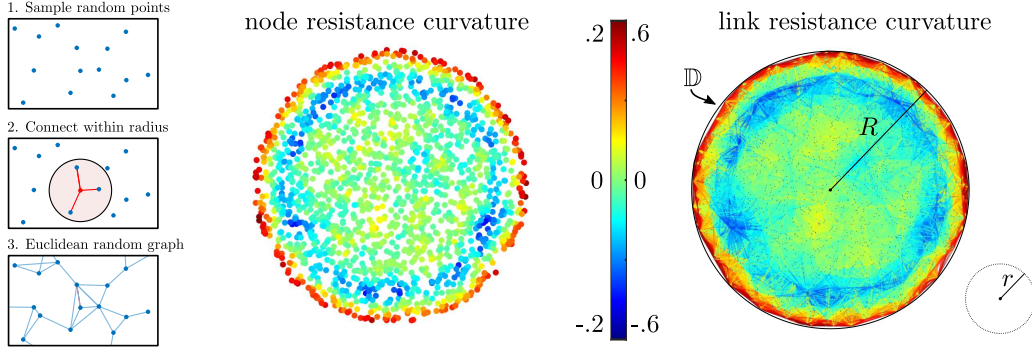 1. Sample random points
2. Connect within radius
3. Euclidean random graph
node resistance curvature
.2 .6
0 0
-.2 -.6
link resistance curvature
𝔻
R
r